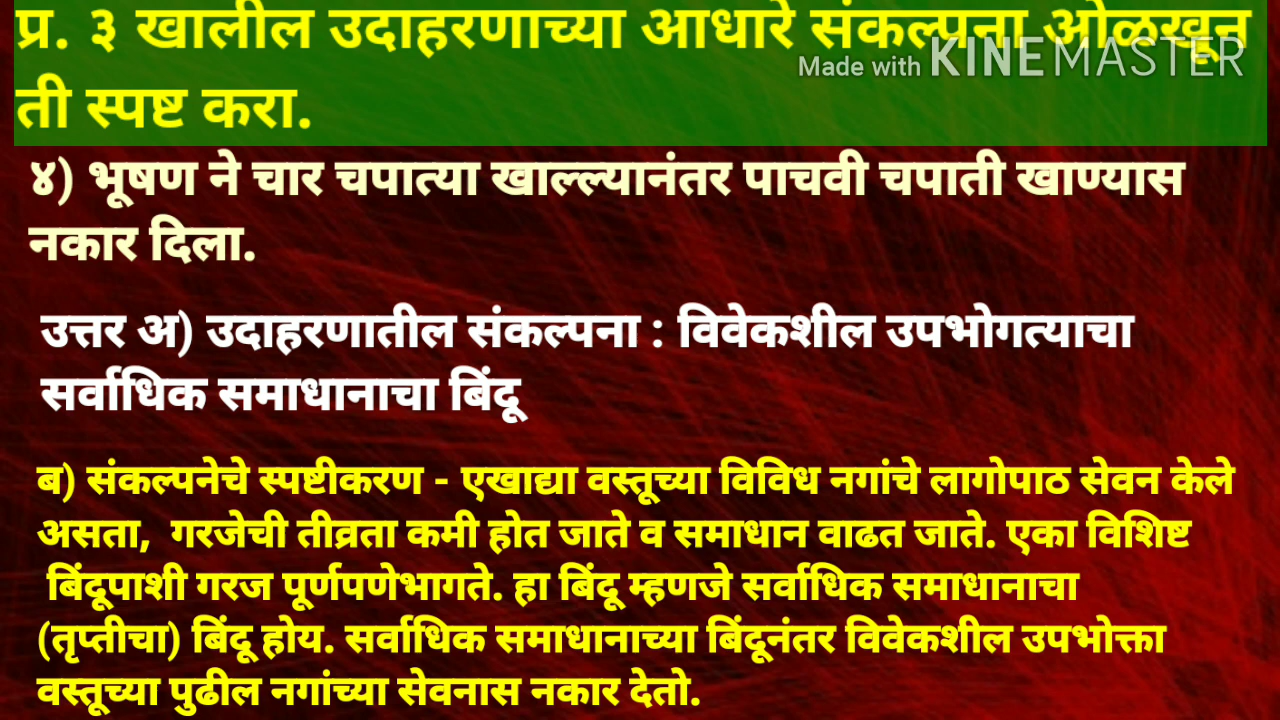 प्र. ३ खालील उदाहरणाच्या आधारे संकल्पना ओळखून
Made with KINEMASTER
ती स्पष्ट करा.
४) भूषण ने चार चपात्या खाल्ल्यानंतर पाचवी चपाती खाण्यास
नकार दिला.
उत्तर अ) उदाहरणातील संकल्पना : विवेकशील उपभोगत्याचा
सर्वाधिक समाधानाचा बिंदू
ब) संकल्पनेचे स्पष्टीकरण - एखाद्या वस्तूच्या विविध नगांचे लागोपाठ सेवन केले
असता, गरजेची तीव्रता कमी होत जाते व समाधान वाढत जाते. एका विशिष्ट
बिंदूपाशी गरज पूर्णपणेभागते. हा बिंदू म्हणजे सर्वाधिक समाधानाचा
(तृप्तीचा) बिंदू होय. सर्वाधिक समाधानाच्या बिंदूनंतर विवेकशील उपभोक्ता
वस्तूच्या पुढील नगांच्या सेवनास नकार देतो.